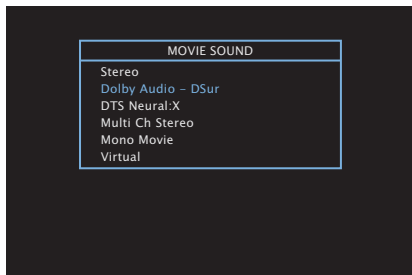 MOVIE SOUND
Stereo
Dolby Audio – DSur
DTS Neural:X
Multi Ch Stereo
Mono Movie
Virtual